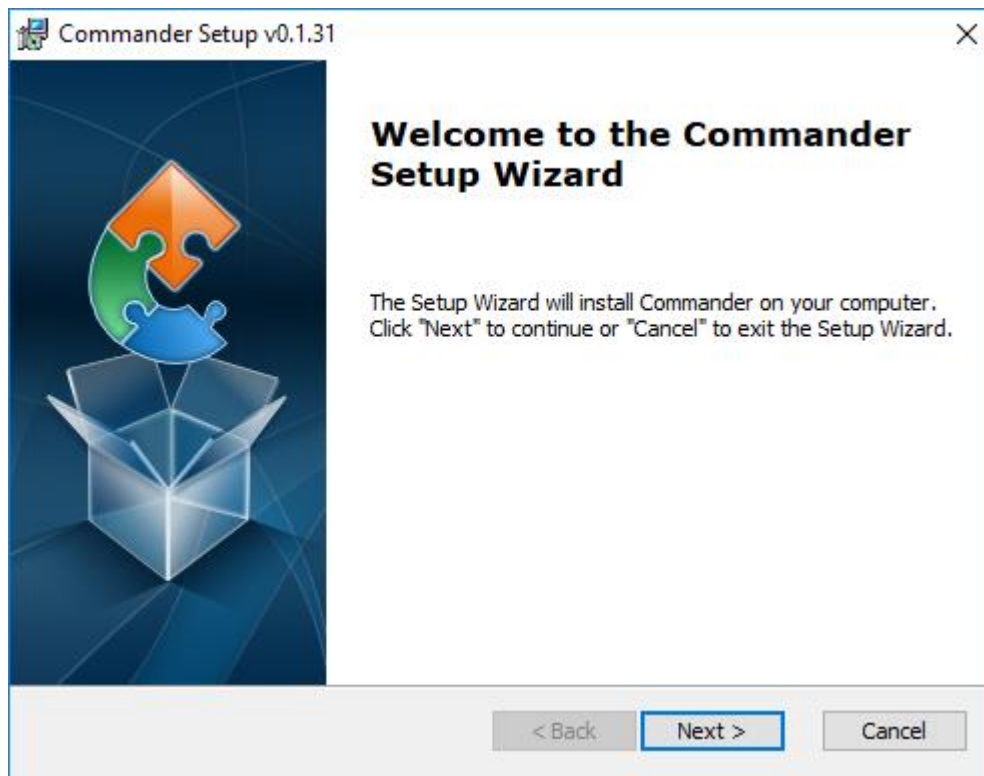 Commander Setup v0.1.31
Welcome to the Commander
Setup Wizard
The Setup Wizard will install Commander on your computer.
Click "Next" to continue or "Cancel" to exit the Setup Wizard.
< Back
Next >
Cancel